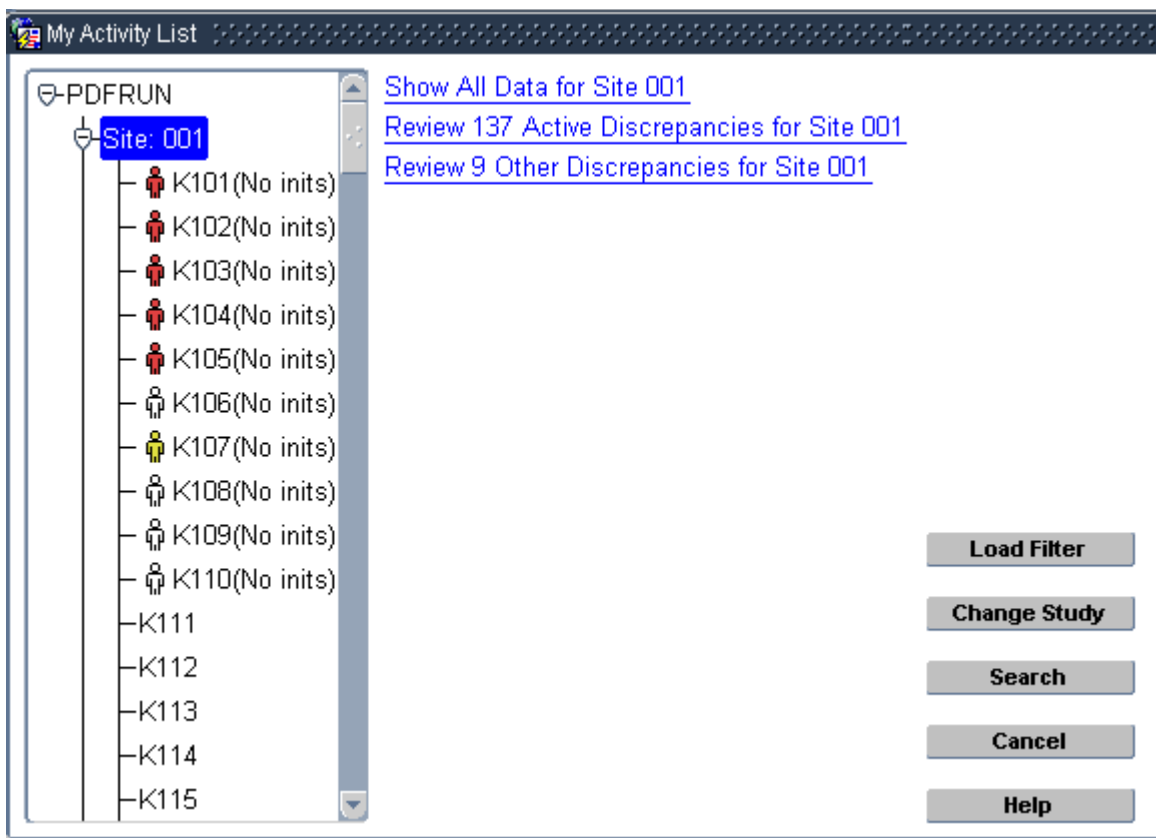 My Activity List
PDFRUN
Site: 001
K101(No inits)
K102(No inits)
K103(No inits)
K104(No inits)
K105(No inits)
K106(No inits)
K107(No inits)
K108(No inits)
K109(No inits)
K110(No inits)
K111
K112
K113
K114
K115
Show All Data for Site 001
Review 137 Active Discrepancies for Site 001
Review 9 Other Discrepancies for Site 001
Load Filter
Change Study
Search
Cancel
Help